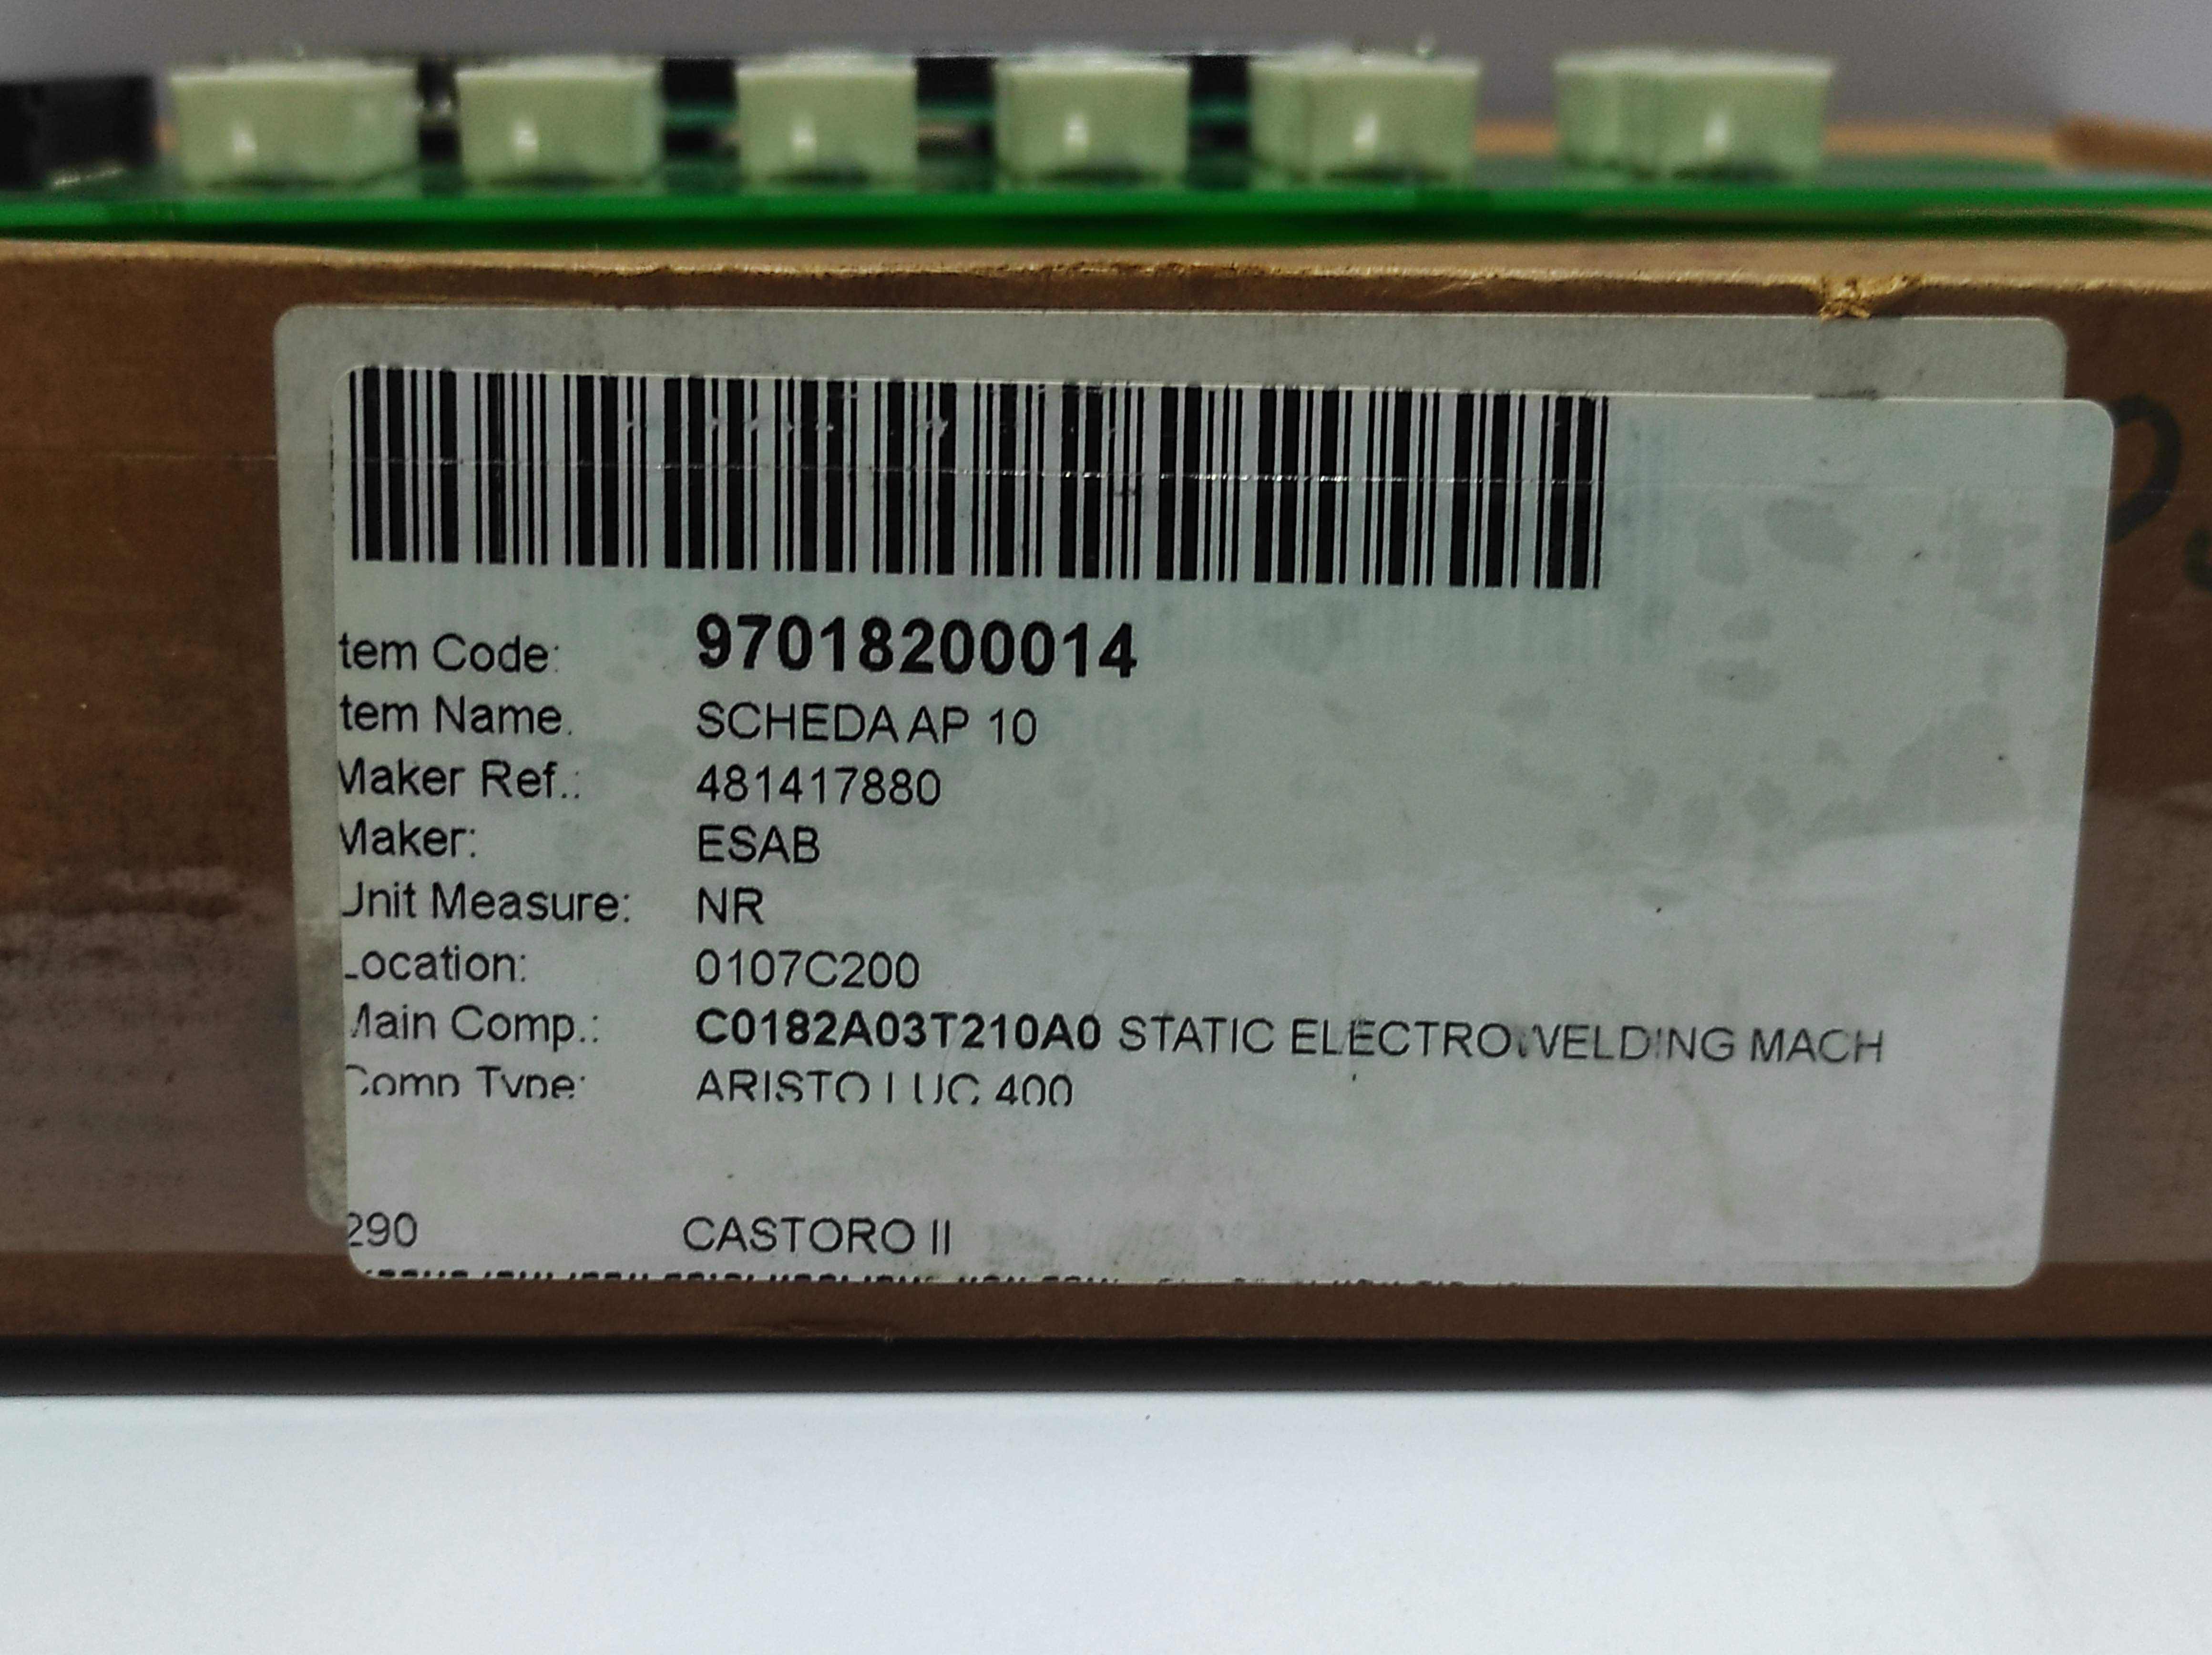 tem Code: 97018200014
tem Name. SCHEDA AP 10
Maker Ref.: 481417880
Maker: ESAB
Unit Measure: NR
Location: 0107C200
Main Comp.: C0182A03T210A0 STATIC ELECTROWELDING MACH
Comp Type: ARISTO LUC 400
290 CASTORO II